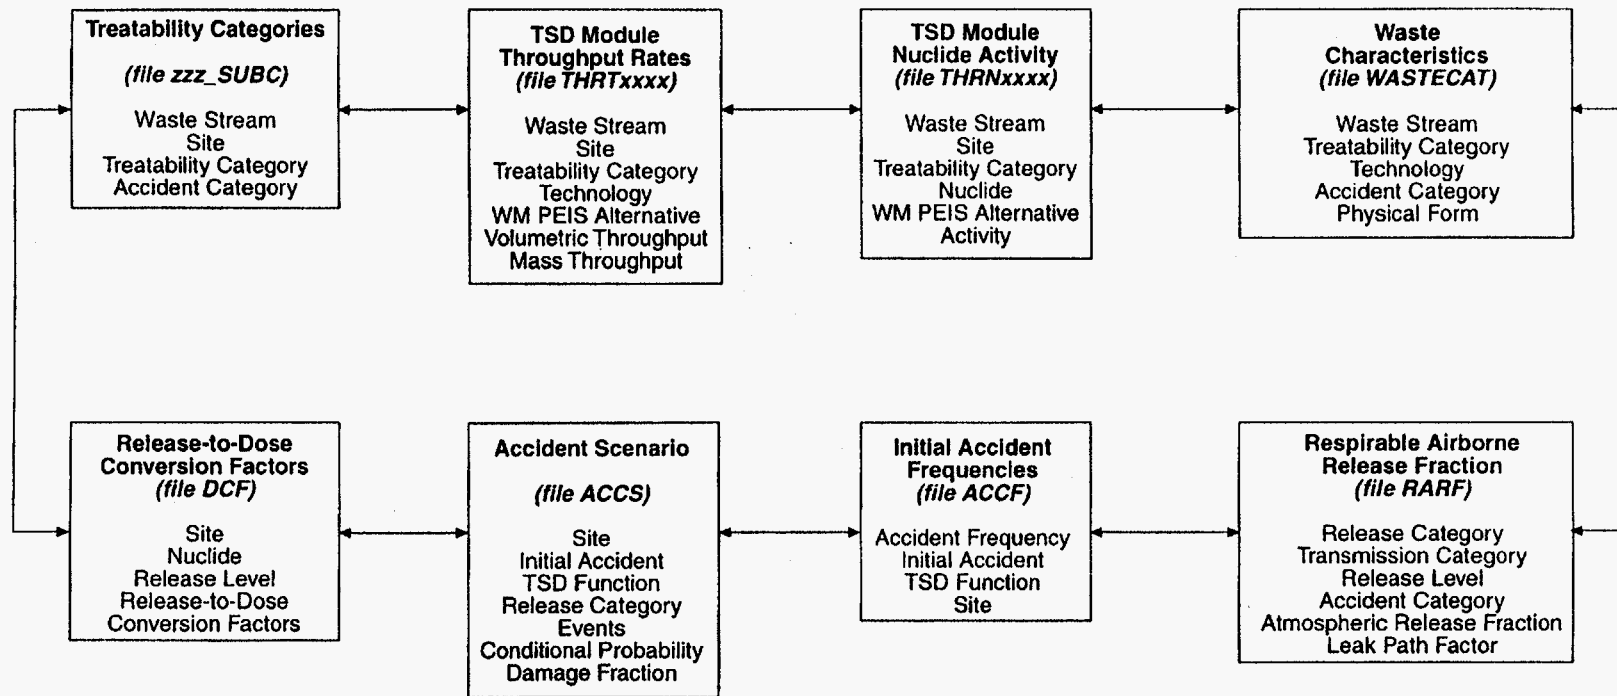 Treatability Categories
(file zzz_SUBC)
Waste Stream
Site
Treatability Category
Accident Category
TSD Module
Throughput Rates
(file THRTxxxx)
Waste Stream
Site
Treatability Category
Technology
WM PEIS Alternative
Volumetric Throughput
Mass Throughput
TSD Module
Nuclide Activity
(file THRNxxxx)
Waste Stream
Site
Treatability Category
Nuclide
WM PEIS Alternative
Activity
Waste
Characteristics
(file WASTECAT)
Waste Stream
Treatability Category
Technology
Accident Category
Physical Form
Release-to-Dose
Conversion Factors
(file DCF)
Site
Nuclide
Release Level
Release-to-Dose
Conversion Factors
Accident Scenario
(file ACCS)
Site
Initial Accident
TSD Function
Release Category
Events
Conditional Probability
Damage Fraction
Initial Accident
Frequencies
(file ACCF)
Accident Frequency
Initial Accident
TSD Function
Site
Respirable Airborne
Release Fraction
(file RARF)
Release Category
Transmission Category
Release Level
Accident Category
Atmospheric Release Fraction
Leak Path Factor